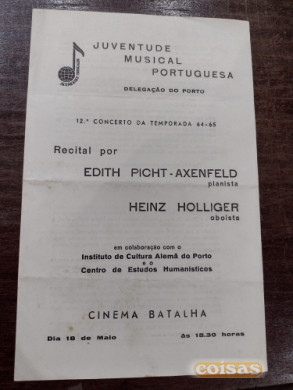 JUVENTUDE
MUSICAL
PORTUGUESA
DELEGAÇÃO DO PORTO
12.º CONCERTO DA TEMPORADA 64-65
Recital por
EDITH PICHT-AXENFELD
pianista
HEINZ HOLLIGER
oboista
em colaboração com o
Instituto de Cultura Alemã do Porto
e o
Centro de Estudos Humanísticos
CINEMA BATALHA
Dia 18 de Maio às 18.30 horas
coisas